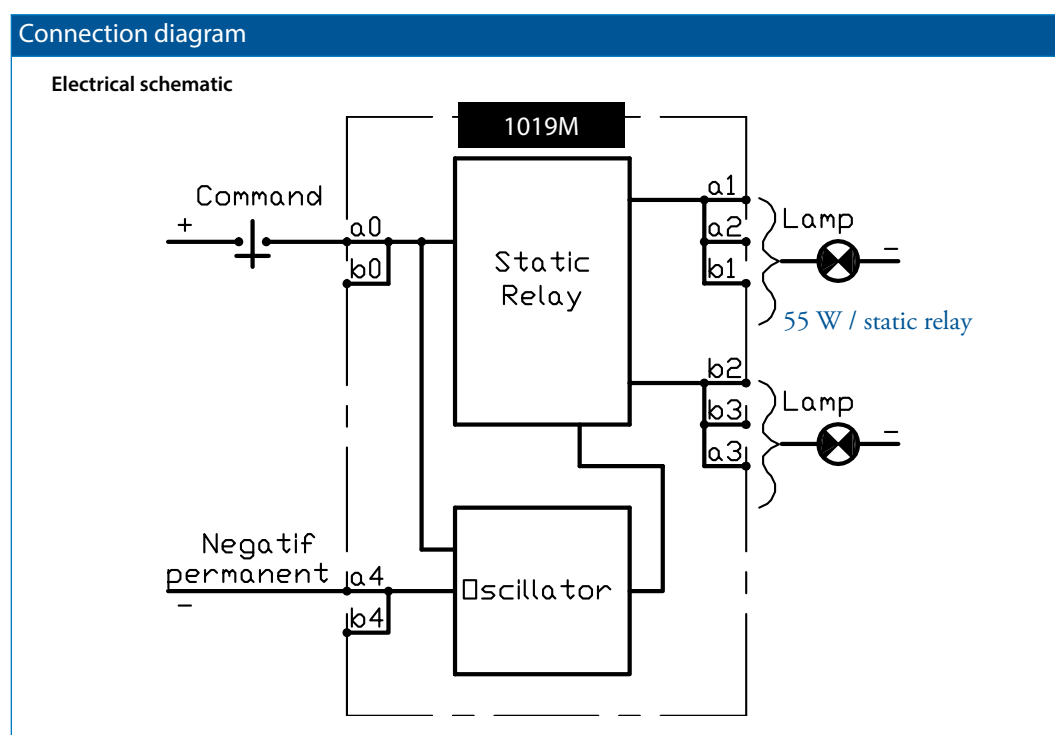 Connection diagram
Electrical schematic
1019M
Command
+
a0
b0
Static
Relay
a1
a2
b1
Lamp
-
55 W / static relay
b2
b3
a3
Lamp
-
Negatif
permanent
-
a4
b4
Oscillator